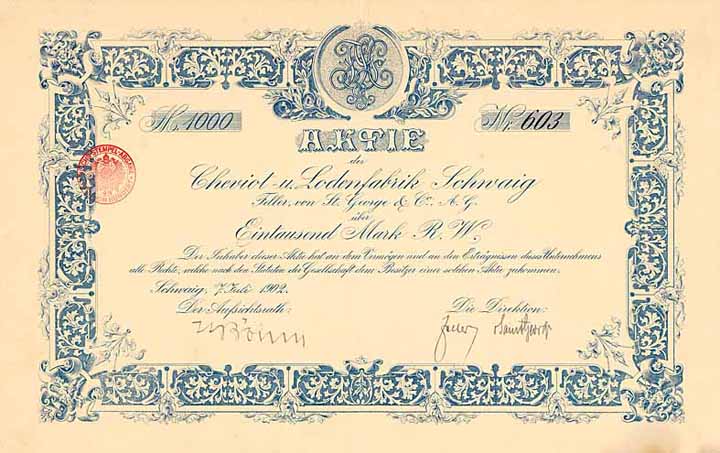 M. 1000 Nr. 603
AKTIE
der
Cheviot- u. Lodenfabrik Schwaig
Filler, von St. George & Co. A. G.
über
Eintausend Mark R. W.
Der Inhaber dieser Aktie hat an dem Vermögen und an den Erträgnissen dieses Unternehmens
alle Rechte, welche nach den Statuten der Gesellschaft dem Besitzer einer solchen Aktie zukommen.
Schwaig, 7. Juli 1902.
Der Aufsichtsrath: Die Direktion: